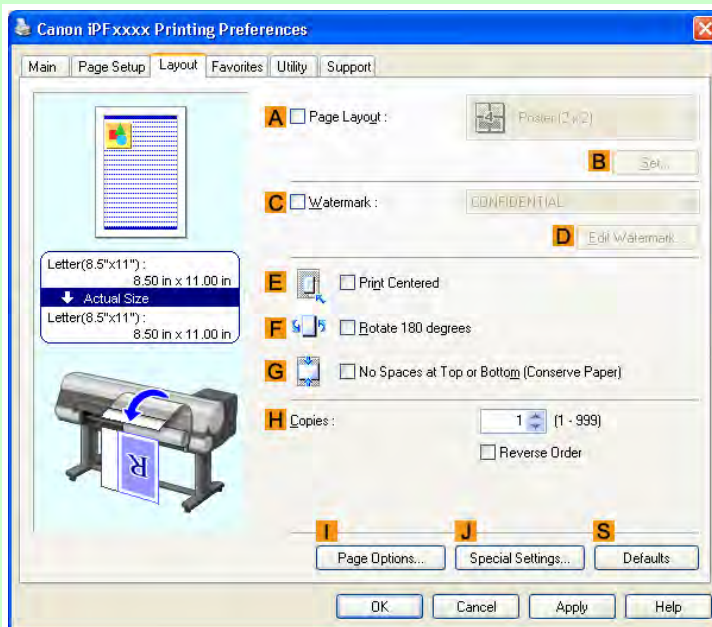 Canon iPFxxxx Printing Preferences
Main Page Setup Layout Favorites Utility Support
A Page Layout : Poster(2 x 2)
B Set...
C Watermark : CONFIDENTIAL
D Edit Watermark...
Letter(8.5"x11") :
8.50 in x 11.00 in
Actual Size
Letter(8.5"x11") :
8.50 in x 11.00 in
E Print Centered
F Rotate 180 degrees
G No Spaces at Top or Bottom (Conserve Paper)
H Copies : 1 (1 - 999)
Reverse Order
R
I J S
Page Options... Special Settings... Defaults
OK Cancel Apply Help